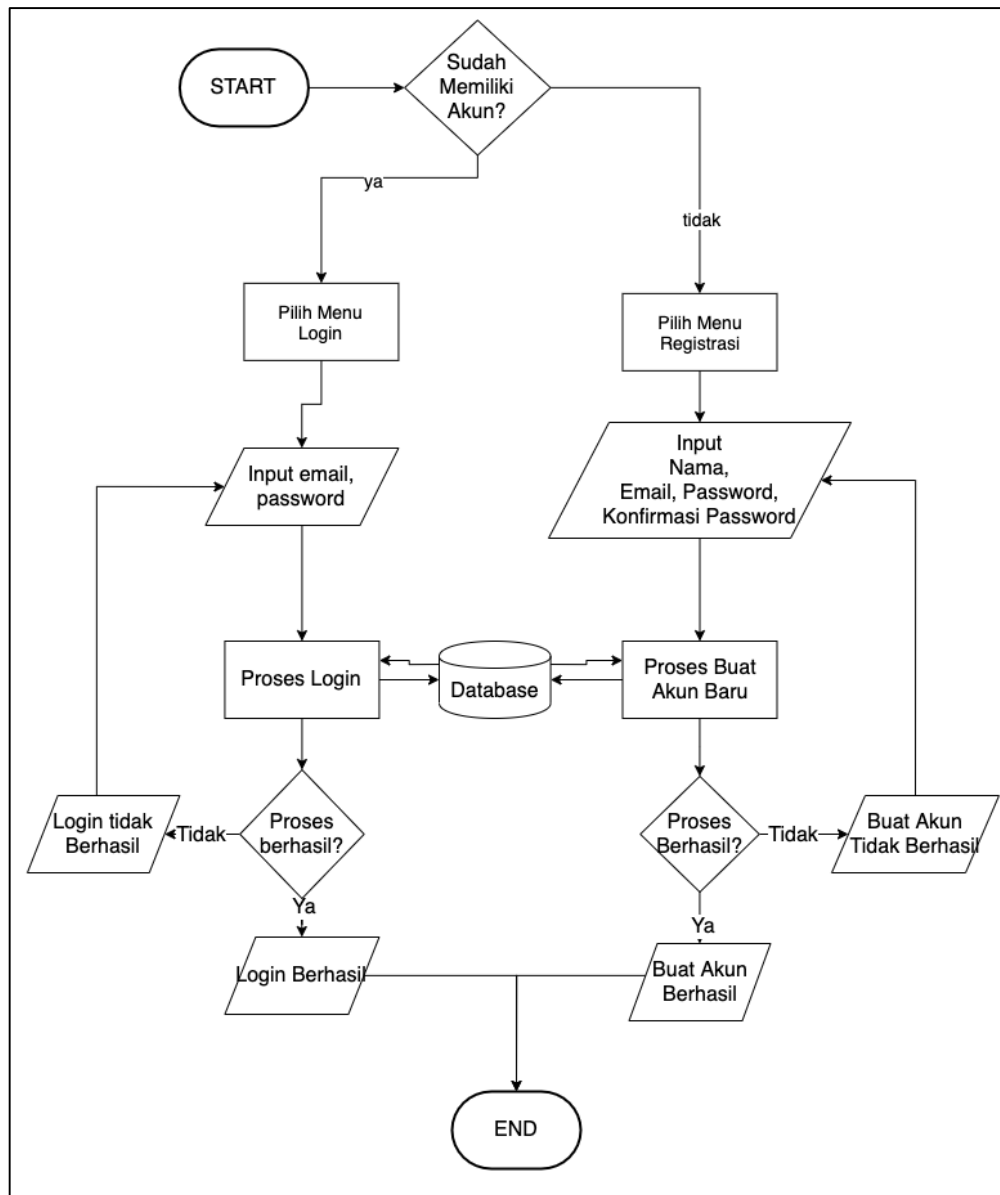 START
Sudah
Memiliki
Akun?
ya
tidak
Pilih Menu
Login
Pilih Menu
Registrasi
Input email,
password
Input
Nama,
Email, Password,
Konfirmasi Password
Proses Login
Database
Proses Buat
Akun Baru
Login tidak
Berhasil
Tidak
Proses
berhasil?
Proses
Berhasil?
Tidak
Buat Akun
Tidak Berhasil
Ya
Ya
Login Berhasil
Buat Akun
Berhasil
END